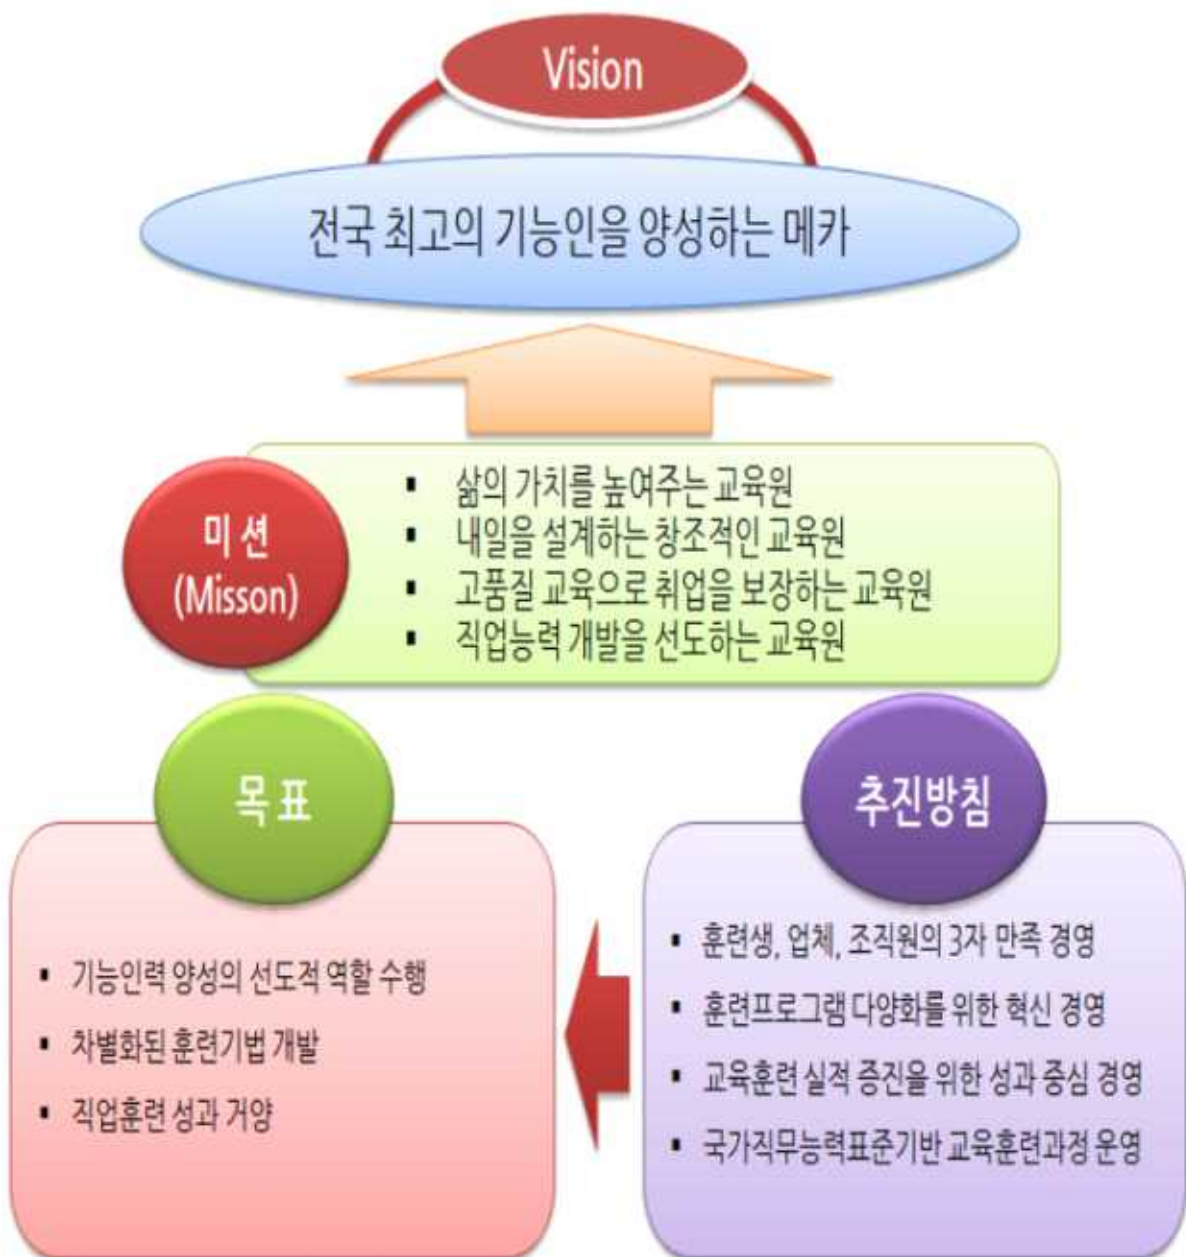 Vision
전국 최고의 기능인을 양성하는 메카
미 션
(Misson)
▪ 삶의 가치를 높여주는 교육원
▪ 내일을 설계하는 창조적인 교육원
▪ 고품질 교육으로 취업을 보장하는 교육원
▪ 직업능력 개발을 선도하는 교육원
목 표
▪ 기능인력 양성의 선도적 역할 수행
▪ 차별화된 훈련기법 개발
▪ 직업훈련 성과 거양
추진방침
▪ 훈련생, 업체, 조직원의 3자 만족 경영
▪ 훈련프로그램 다양화를 위한 혁신 경영
▪ 교육훈련 실적 증진을 위한 성과 중심 경영
▪ 국가직무능력표준기반 교육훈련과정 운영